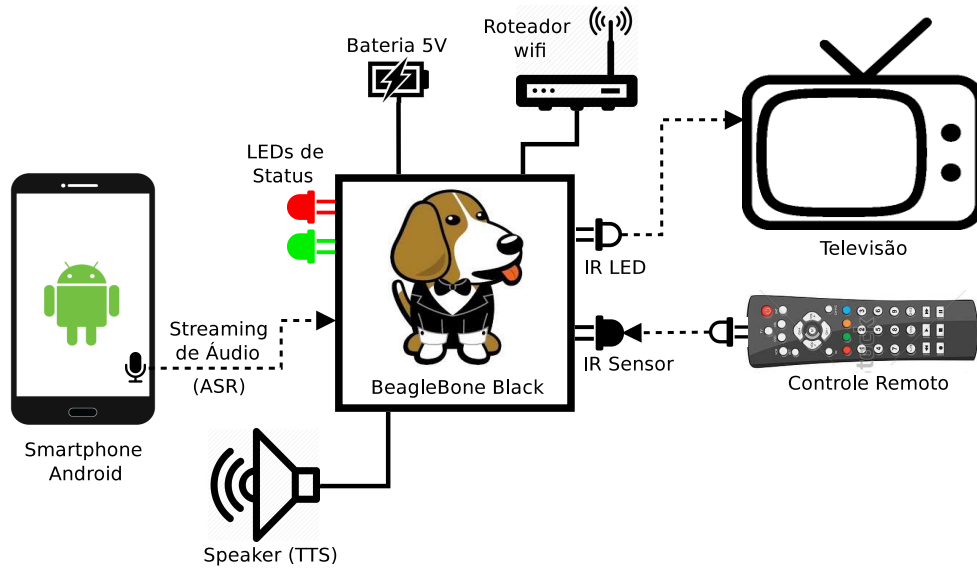 Bateria 5V
Roteador
wifi
LEDs de
Status
Televisão
IR LED
Streaming
de Áudio
(ASR)
IR Sensor
BeagleBone Black
Controle Remoto
Smartphone
Android
Speaker (TTS)